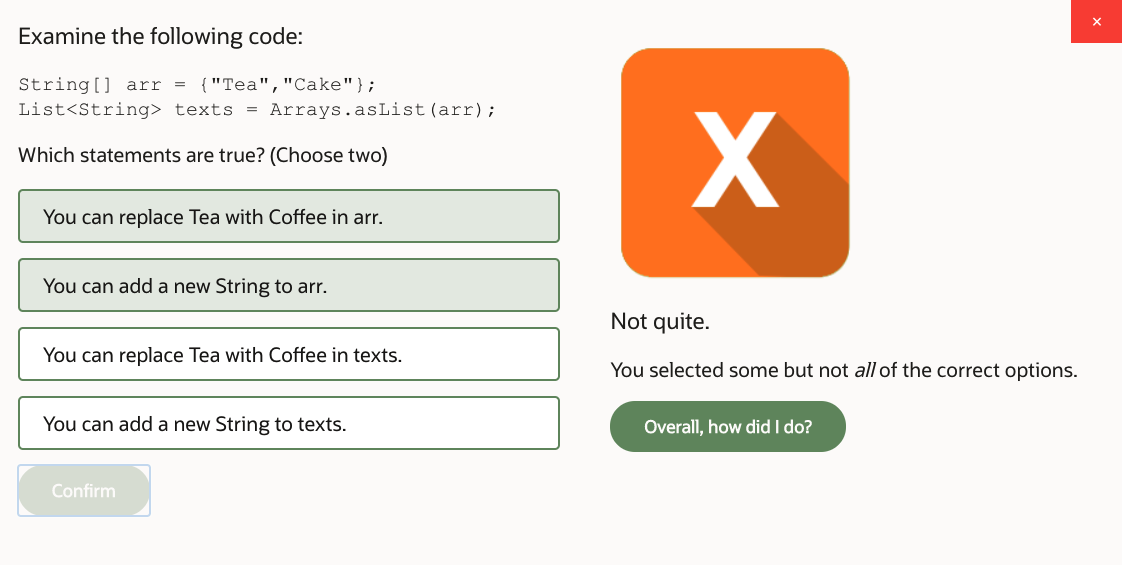 ×
Examine the following code:
String[] arr = {"Tea","Cake"};
List<String> texts = Arrays.asList(arr);
Which statements are true? (Choose two)
You can replace Tea with Coffee in arr.
You can add a new String to arr.
You can replace Tea with Coffee in texts.
You can add a new String to texts.
Confirm
X
Not quite.
You selected some but not all of the correct options.
Overall, how did I do?